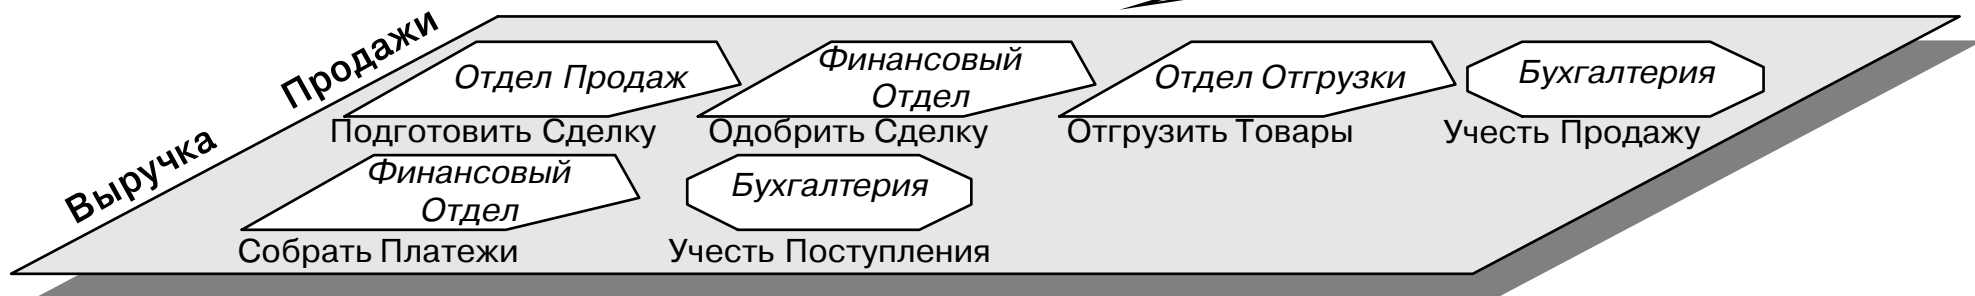 Продажи
Отдел Продаж
Подготовить Сделку
Финансовый
Отдел
Одобрить Сделку
Отдел Отгрузки
Отгрузить Товары
Бухгалтерия
Учесть Продажу
Выручка
Финансовый
Отдел
Собрать Платежи
Бухгалтерия
Учесть Поступления